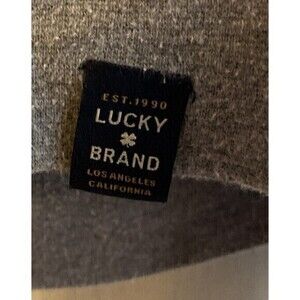 EST.1990
LUCKY
BRAND
LOS ANGELES
CALIFORNIA